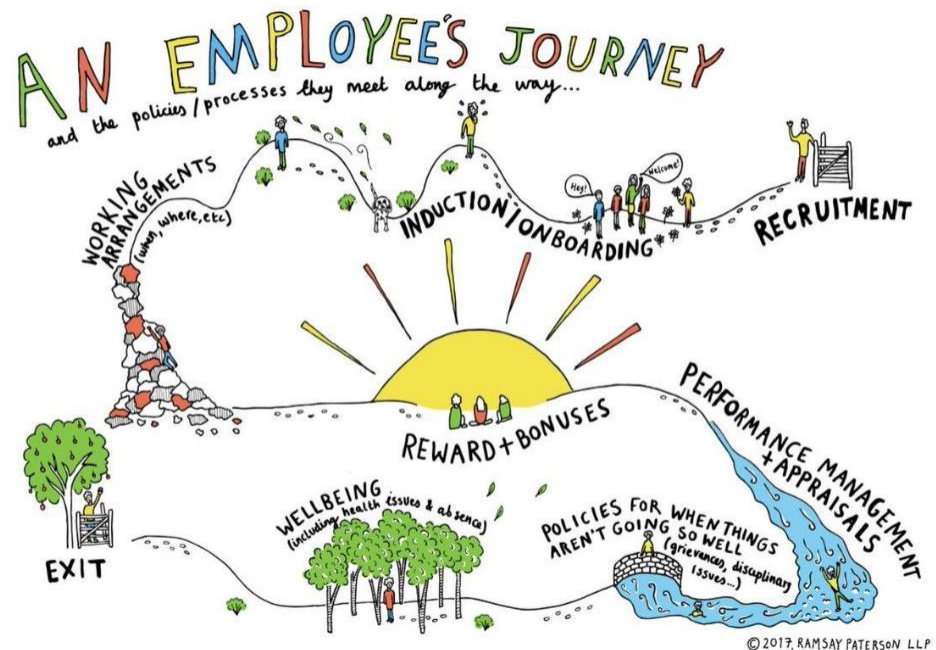 AN EMPLOYEE'S JOURNEY
and the policies/processes they meet along the way...
RECRUITMENT
Welcome!
Hey!
INDUCTION/ONBOARDING
WORKING
ARRANGEMENTS
(when, where, etc)
REWARD + BONUSES
PERFORMANCE MANAGEMENT
+ APPRAISALS
POLICIES FOR WHEN THINGS
AREN'T GOING SO WELL
(grievances, disciplinary
issues...)
WELLBEING
(including health issues & absence)
EXIT
© 2017, RAMSAY PATERSON LLP